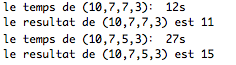 le temps de (10,7,7,3):  12s
le resultat de (10,7,7,3) est 11
le temps de (10,7,5,3):  27s
le resultat de (10,7,5,3) est 15